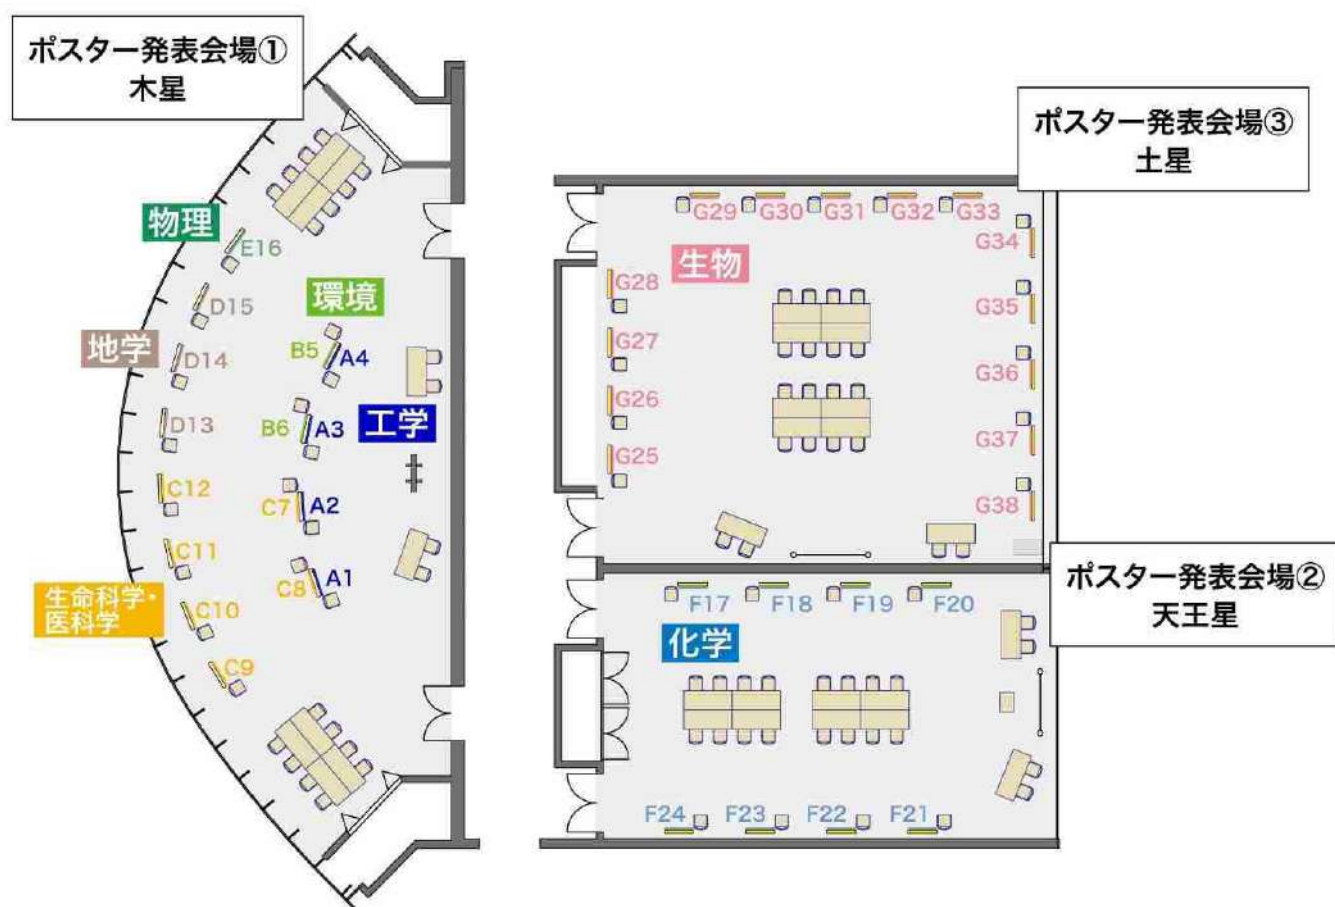 ポスター発表会場①
木星
物理
E16
D15
環境
地学
D14
B5
A4
D13
B6
A3
工学
C12
C7
A2
C11
C8
A1
生命科学・
医科学
C10
C9
ポスター発表会場③
土星
G29
G30
G31
G32
G33
生物
G34
G28
G35
G27
G36
G26
G37
G25
G38
ポスター発表会場②
天王星
F17
F18
F19
F20
化学
F24
F23
F22
F21